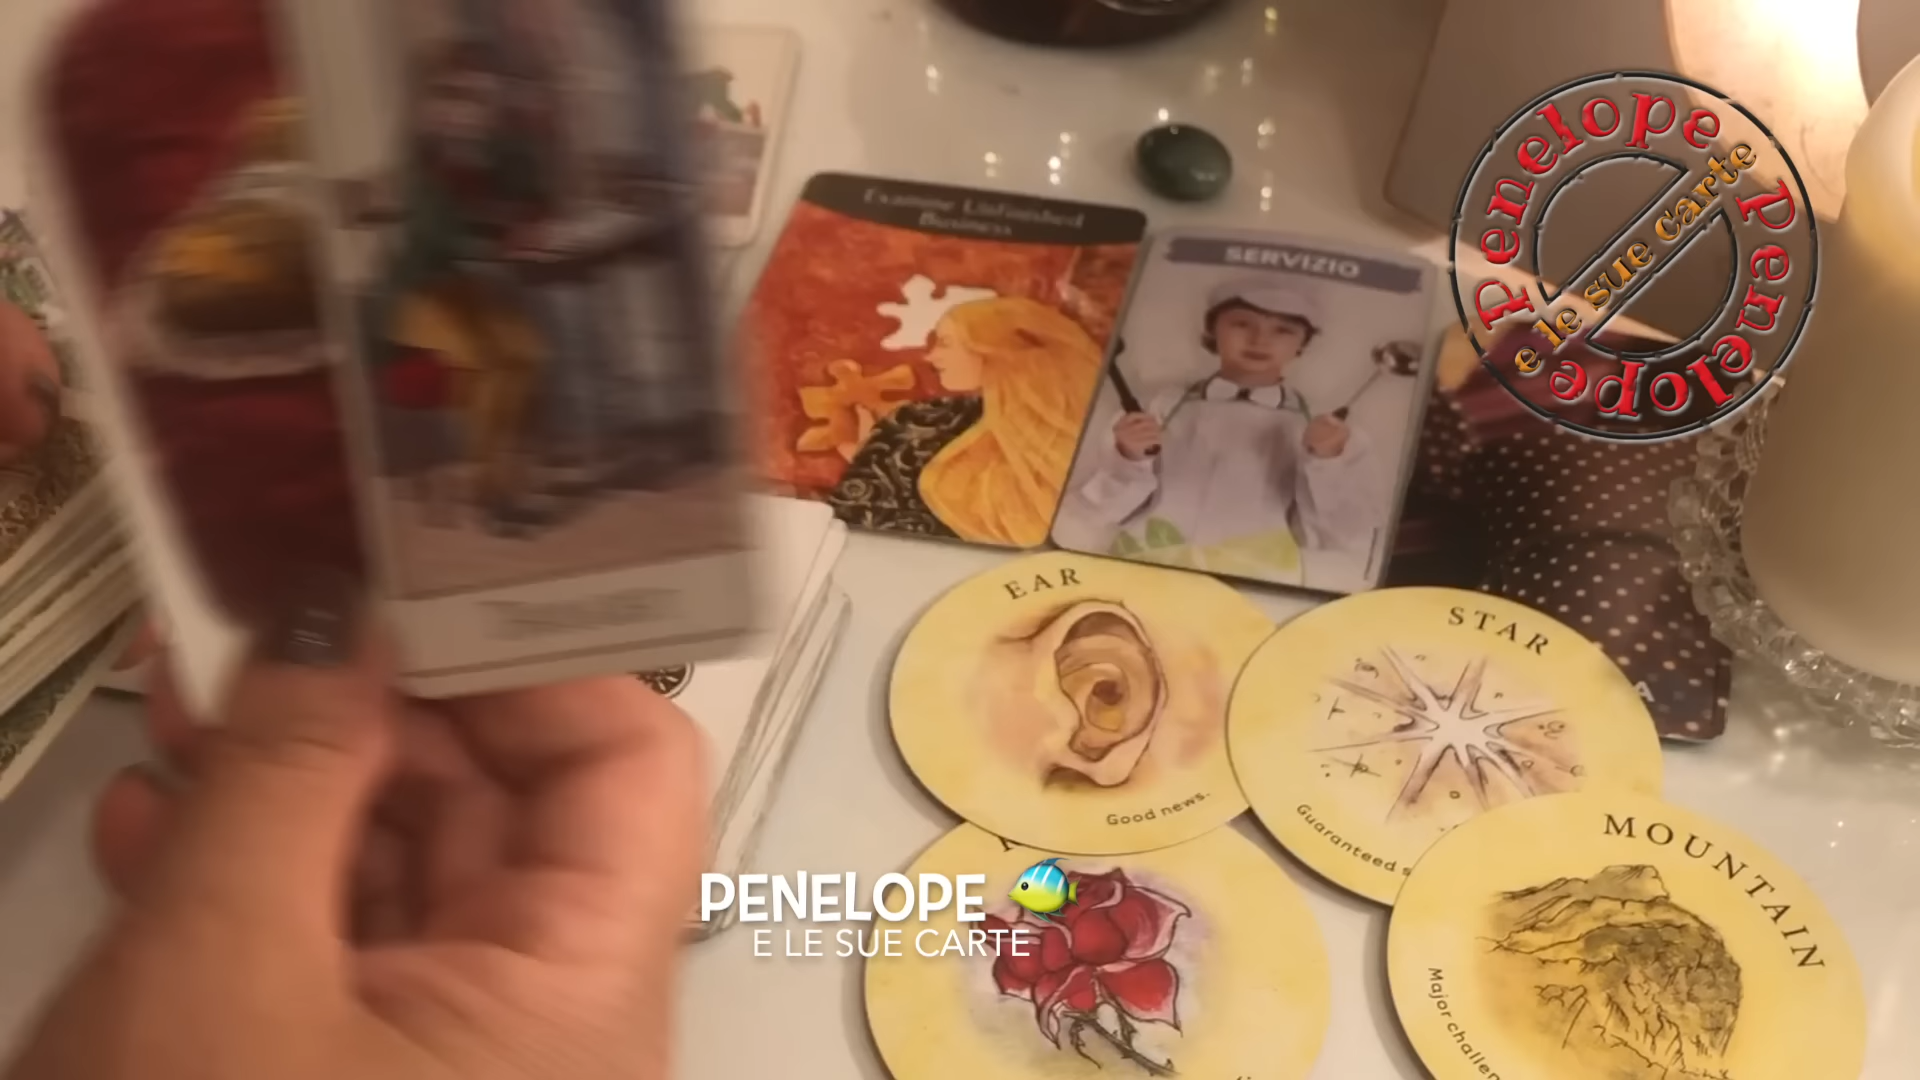 Examine Unfinished
Business
SERVIZIO
Penelope Penelope
e le sue carte
EAR
Good news.
STAR
Guaranteed s
MOUNTAIN
Major challen
PENELOPE
E LE SUE CARTE